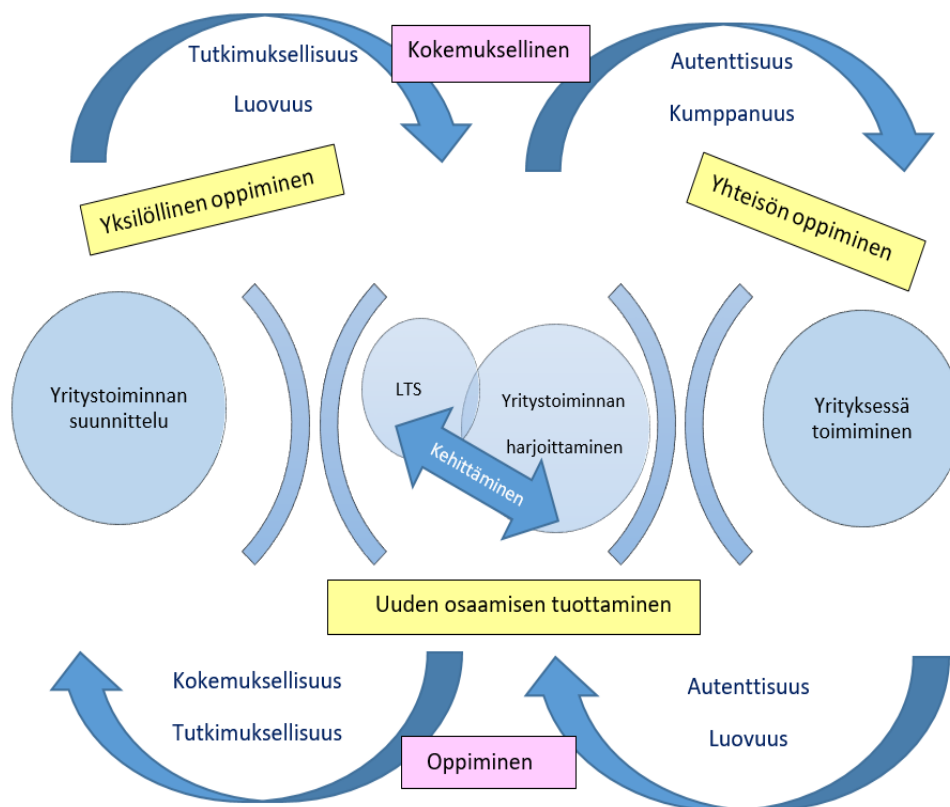 Kokemuksellinen
Tutkimuksellisuus
Luovuus
Autenttisuus
Kumppanuus
Yksilöllinen oppiminen
Yhteisön oppiminen
Yritystoiminnan
suunnittelu
LTS
Yritystoiminnan
harjoittaminen
Kehittäminen
Yrityksessä
toimiminen
Uuden osaamisen tuottaminen
Kokemuksellisuus
Tutkimuksellisuus
Autenttisuus
Luovuus
Oppiminen